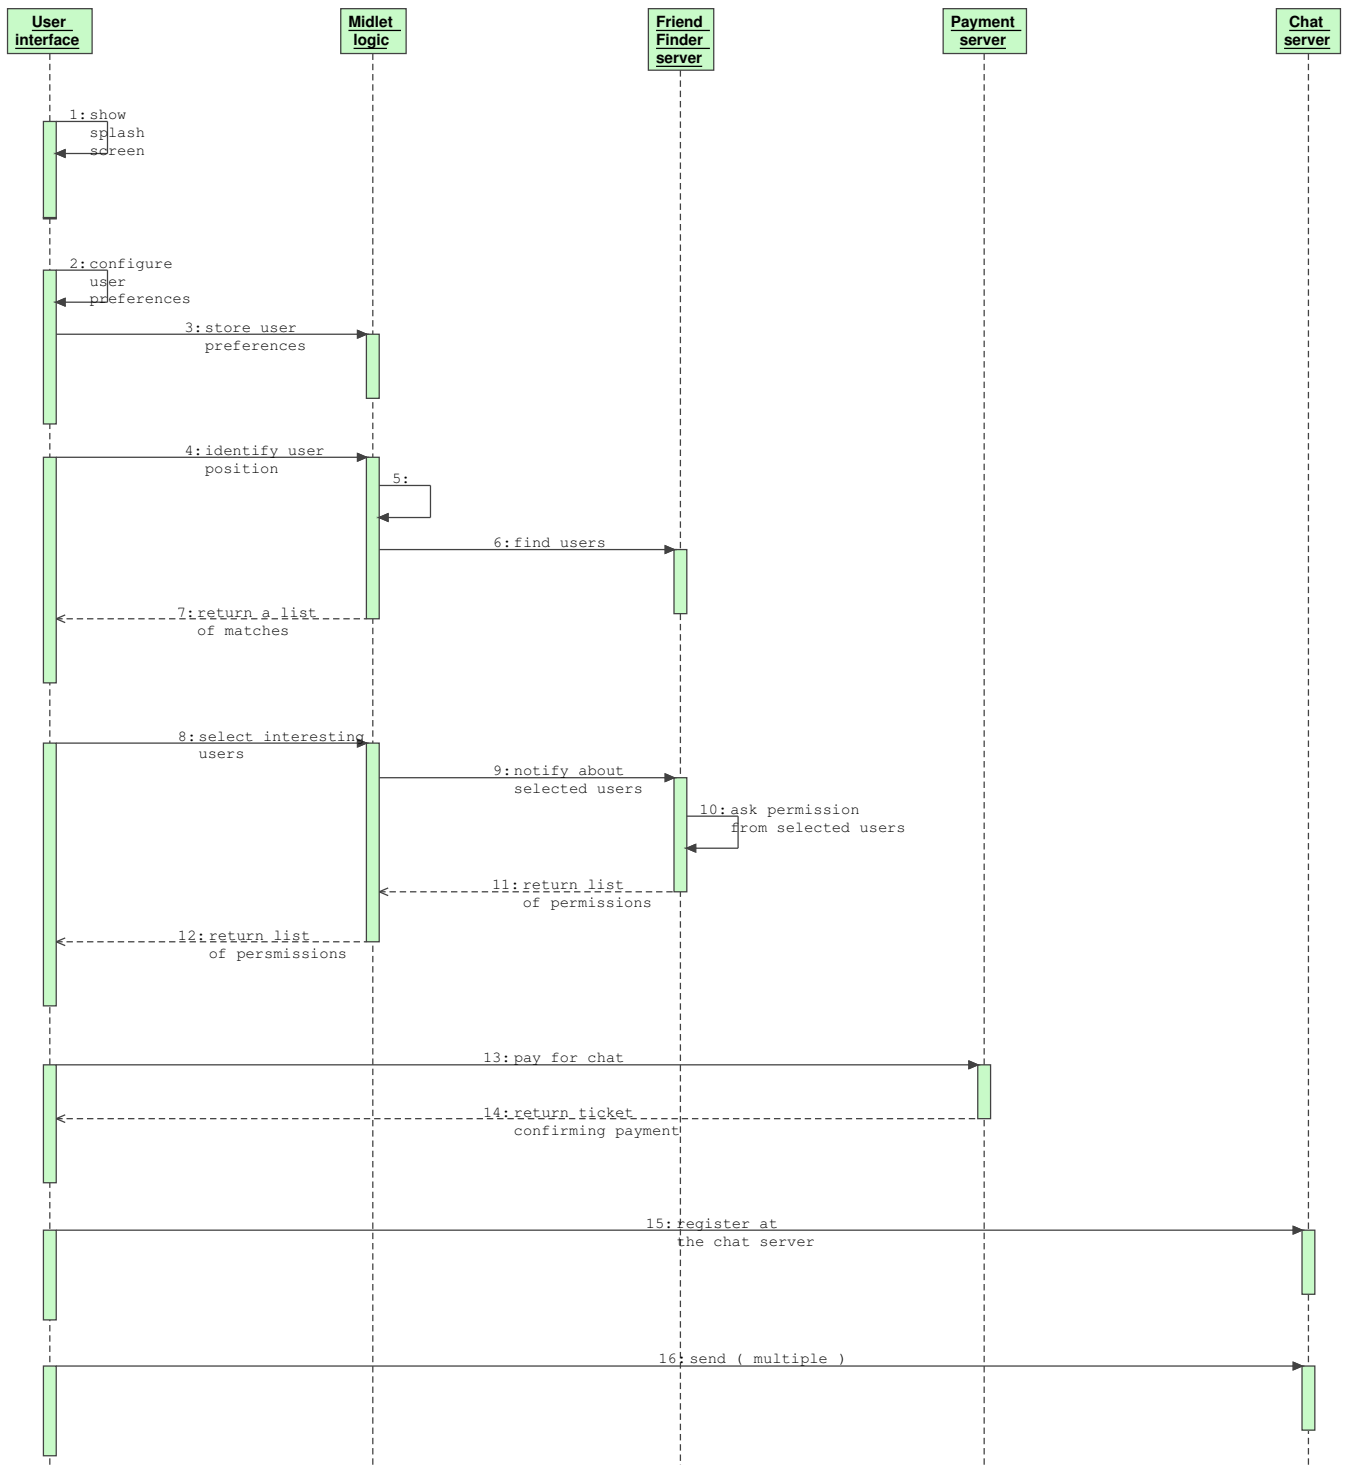 User
interface
Midlet
logic
Friend
Finder
server
Payment
server
Chat
server
1:show
splash
screen
2:configure
user
preferences
3:store user
preferences
4:identify user
position
5:
6:find users
7:return a list
of matches
8:select interesting
users
9:notify about
selected users
10:ask permission
from selected users
11:return list
of permissions
12:return list
of persmissions
13:pay for chat
14:return ticket
confirming payment
15:register at
the chat server
16:send ( multiple )